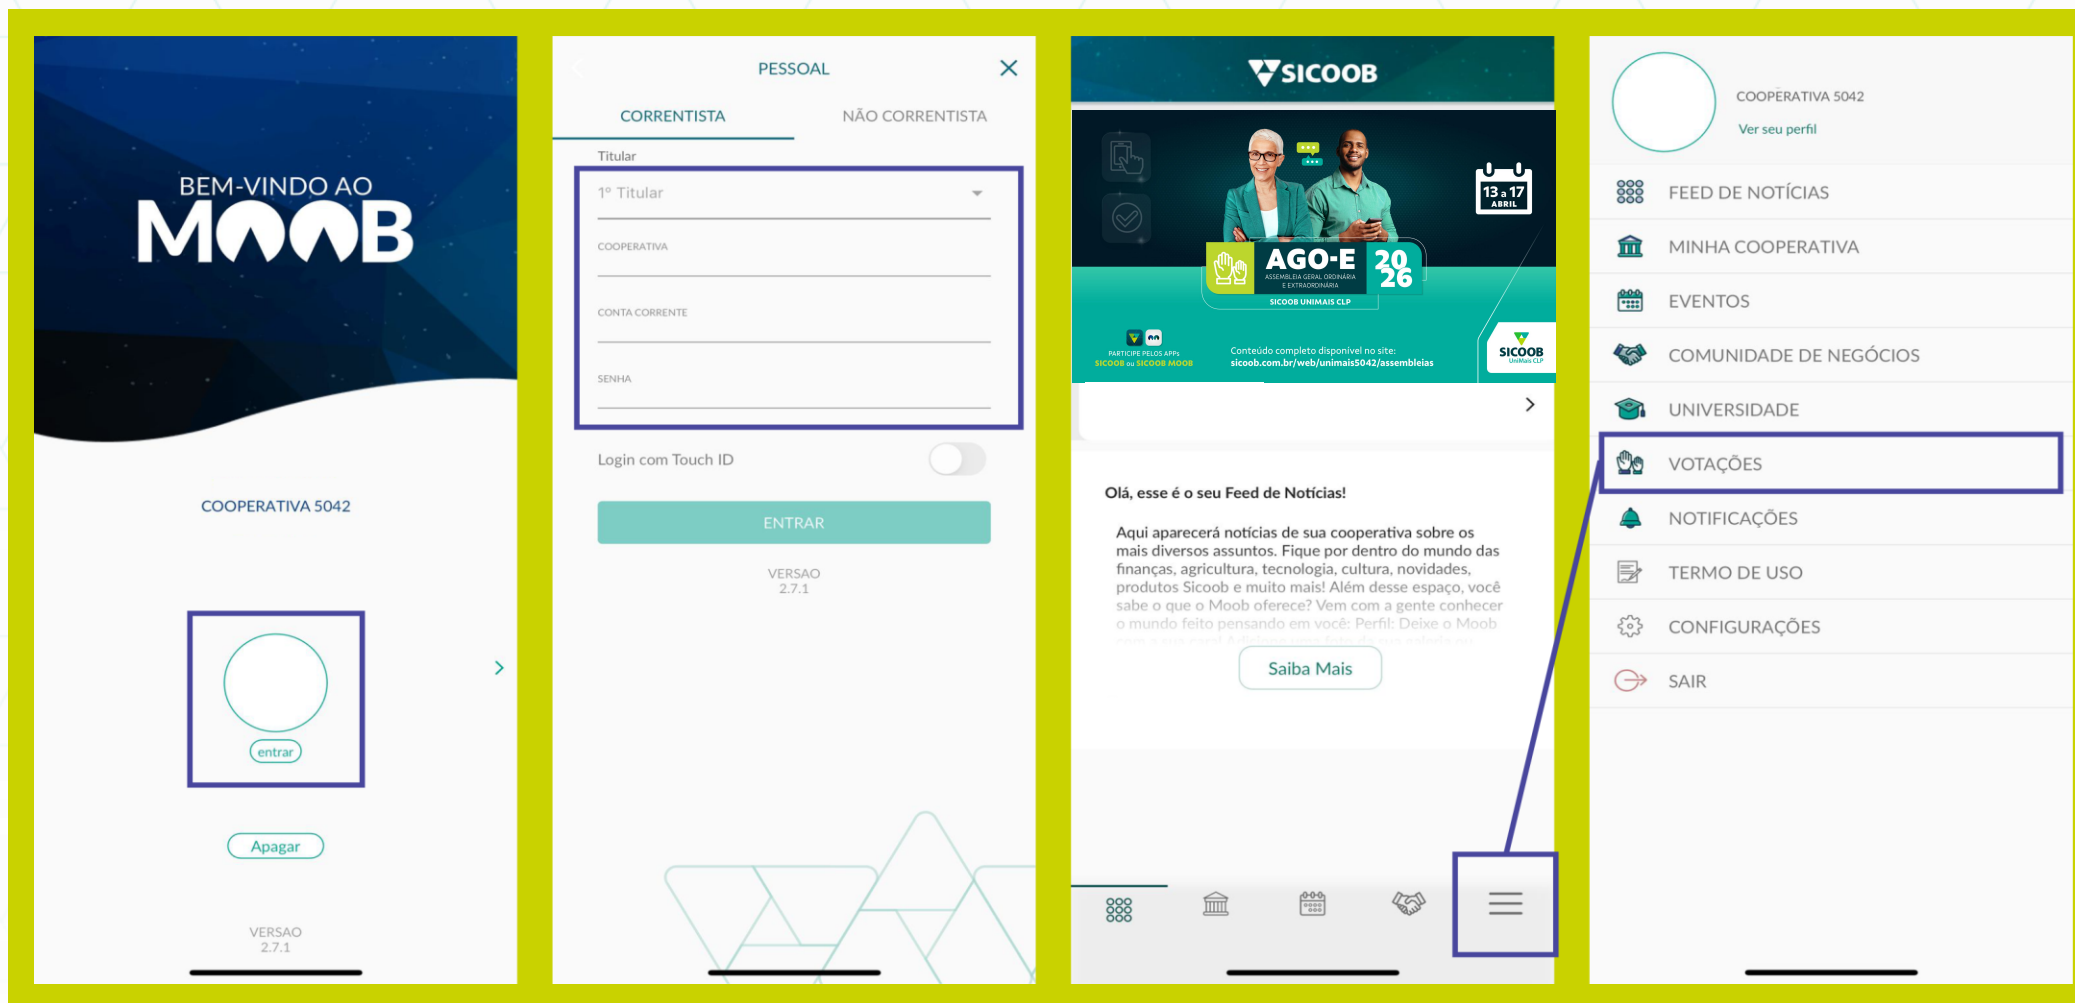 BEM-VINDO AO
MOOB
COOPERATIVA 5042
entrar
Apagar
VERSAO
2.7.1
PESSOAL
CORRENTISTA
NÃO CORRENTISTA
Titular
1º Titular
COOPERATIVA
CONTA CORRENTE
SENHA
Login com Touch ID
ENTRAR
VERSAO
2.7.1
SICOOB
13 a 17
ABRIL
AGO-E
ASSEMBLEIA GERAL ORDINÁRIA
E EXTRAORDINÁRIA
20
26
SICOOB UNIMAIS CLP
PARTICIPE PELOS APPs
SICOOB ou SICOOB MOOB
Conteúdo completo disponível no site:
sicoob.com.br/web/unimais5042/assembleias
SICOOB
UniMais CLP
Olá, esse é o seu Feed de Notícias!
Aqui aparecerá notícias de sua cooperativa sobre os
mais diversos assuntos. Fique por dentro do mundo das
finanças, agricultura, tecnologia, cultura, novidades,
produtos Sicoob e muito mais! Além desse espaço, você
sabe o que o Moob oferece? Vem com a gente conhecer
o mundo feito pensando em você: Perfil: Deixe o Moob
Saiba Mais
COOPERATIVA 5042
Ver seu perfil
FEED DE NOTÍCIAS
MINHA COOPERATIVA
EVENTOS
COMUNIDADE DE NEGÓCIOS
UNIVERSIDADE
VOTAÇÕES
NOTIFICAÇÕES
TERMO DE USO
CONFIGURAÇÕES
SAIR